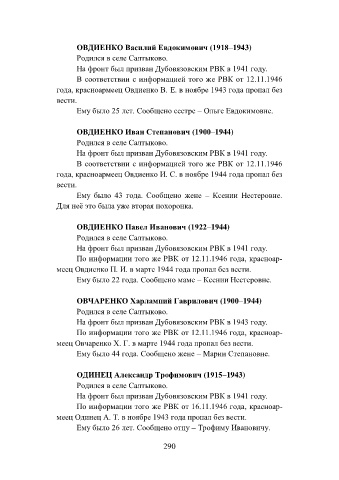 ОВДИЕНКО Василий Евдокимович (1918–1943)
Родился в селе Салтыково.
На фронт был призван Дубовязовским РВК в 1941 году.
В соответствии с информацией того же РВК от 12.11.1946
года, красноармеец Овдиенко В. Е. в ноябре 1943 года пропал без
вести.
Ему было 25 лет. Сообщено сестре – Ольге Евдокимовне.
ОВДИЕНКО Иван Степанович (1900–1944)
Родился в селе Салтыково.
На фронт был призван Дубовязовским РВК в 1941 году.
В соответствии с информацией того же РВК от 12.11.1946
года, красноармеец Овдиенко И. С. в ноябре 1944 года пропал без
вести.
Ему было 43 года. Сообщено жене – Ксении Нестеровне.
Для неё это была уже вторая похоронка.
ОВДИЕНКО Павел Иванович (1922–1944)
Родился в селе Салтыково.
На фронт был призван Дубовязовским РВК в 1941 году.
По информации того же РВК от 12.11.1946 года, красноар-
меец Овдиенко П. И. в марте 1944 года пропал без вести.
Ему было 22 года. Сообщено маме – Ксении Нестеровне.
ОВЧАРЕНКО Харлампий Гаврилович (1900–1944)
Родился в селе Салтыково.
На фронт был призван Дубовязовским РВК в 1943 году.
По информации того же РВК от 12.11.1946 года, красноар-
меец Овчаренко Х. Г. в марте 1944 года пропал без вести.
Ему было 44 года. Сообщено жене – Марии Степановне.
ОДИНЕЦ Александр Трофимович (1915–1943)
Родился в селе Салтыково.
На фронт был призван Дубовязовским РВК в 1941 году.
По информации того же РВК от 16.11.1946 года, красноар-
меец Одинец А. Т. в ноябре 1943 года пропал без вести.
Ему было 26 лет. Сообщено отцу – Трофиму Ивановичу.
290